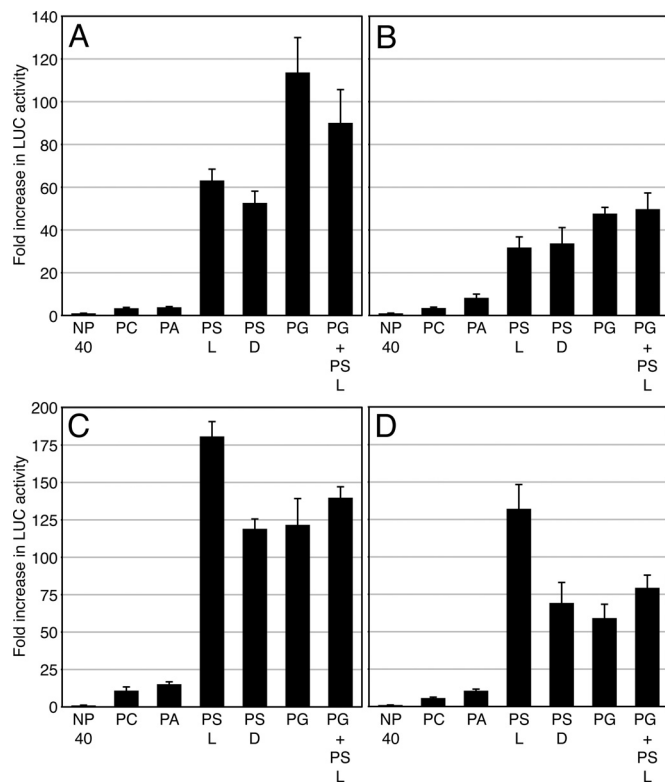 A
B
Fold increase in LUC activity
140
120
100
80
60
40
20
0
NP PC PA PS PS PG PG
40 L D +
PS
L
NP PC PA PS PS PG PG
40 L D +
PS
L
C
D
Fold increase in LUC activity
200
175
150
125
100
75
50
25
0
NP PC PA PS PS PG PG
40 L D +
PS
L
NP PC PA PS PS PG PG
40 L D +
PS
L